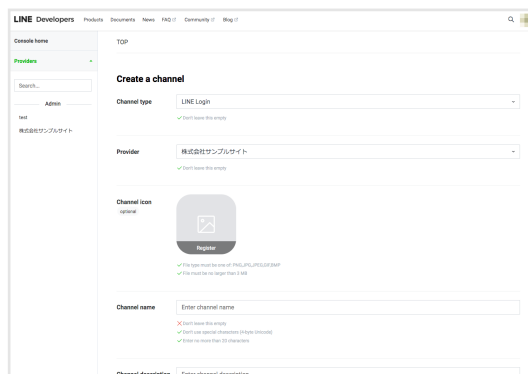 LINE Developers Products Documents News FAQ Community Blog
Console home
TOP
Providers
Create a channel
Search...
Channel type
LINE Login
Admin
Don't leave this empty
test
株式会社サンプルサイト
Provider
株式会社サンプルサイト
Don't leave this empty
Channel icon
optional
Register
File type must be one of: PNG,JPG,JPEG,GIF,BMP
File must be no larger than 3 MB
Channel name
Enter channel name
Don't leave this empty
Don't use special characters (4-byte Unicode)
Enter no more than 20 characters
Channel description
Enter channel description